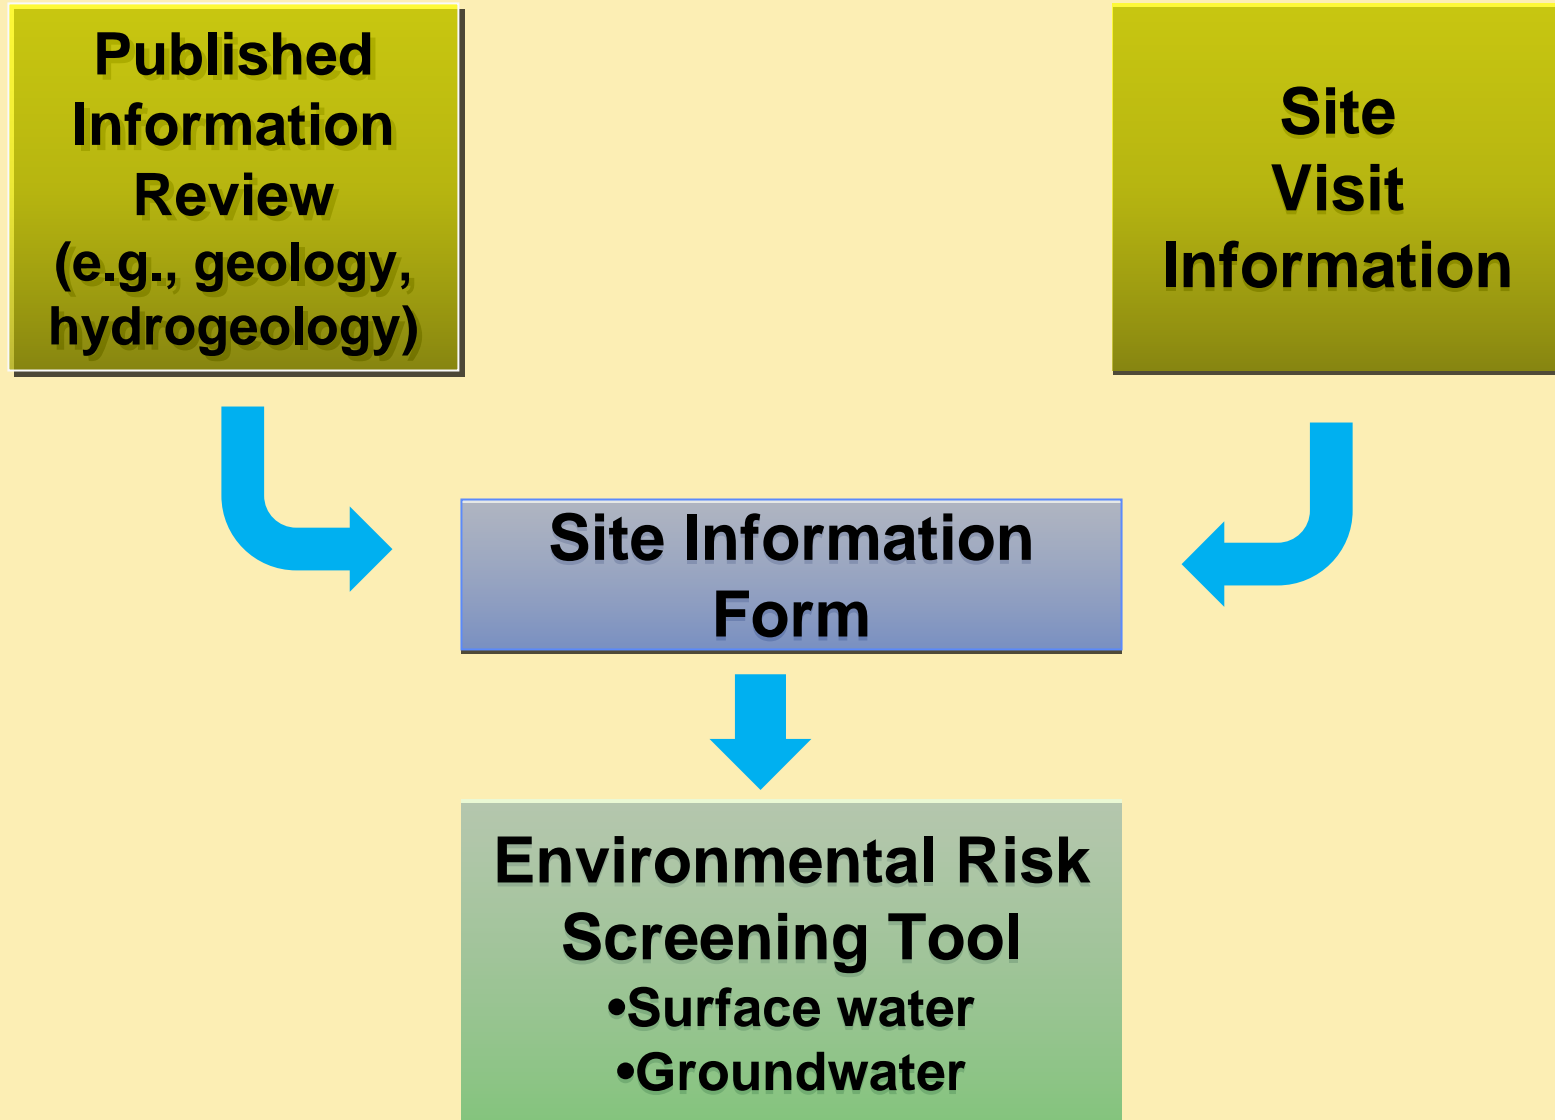 Published
Information
Review
(e.g., geology,
hydrogeology)
Site
Visit
Information
Site Information
Form
Environmental Risk
Screening Tool
•Surface water
•Groundwater